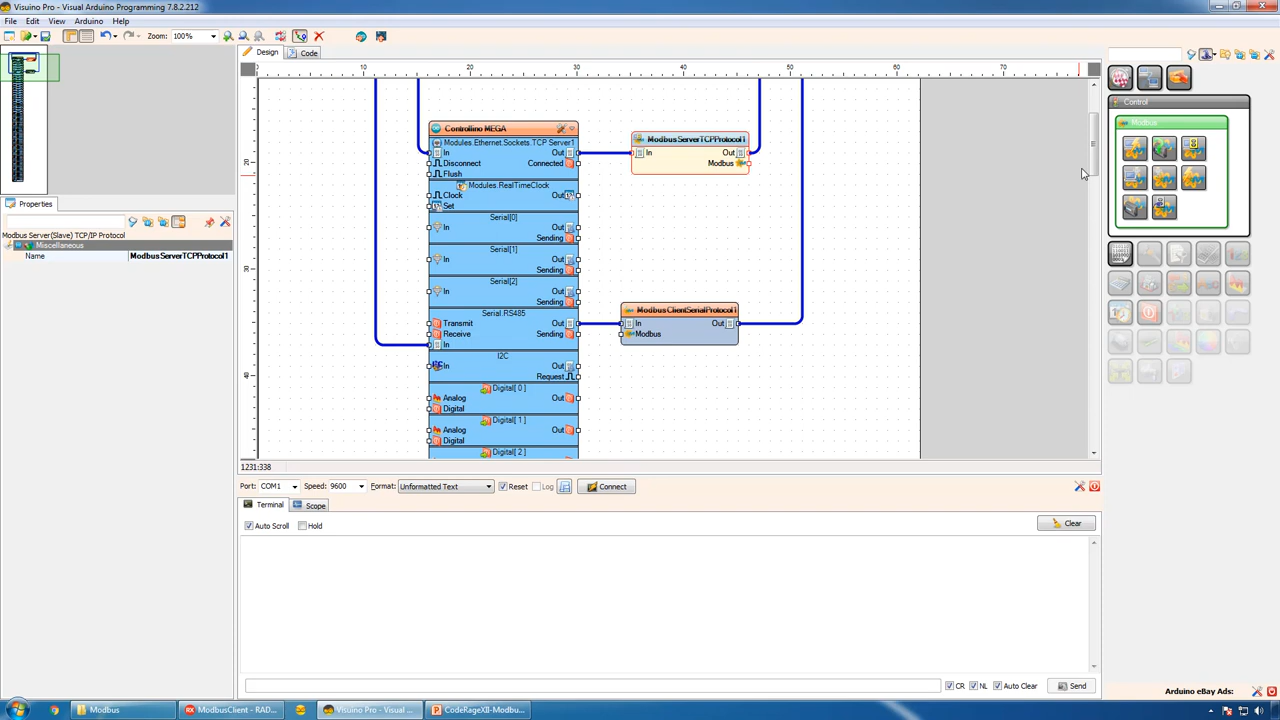 Visuino Pro - Visual Arduino Programming 7.8.2.212
File Edit View Arduino Help
Zoom: 100%
Design Code
10 20 30 40 50 60 70
20
30
40
Properties
Modbus Server(Slave) TCP/IP Protocol
Miscellaneous
Name ModbusServerTCPProtocol1
Controllino MEGA
Modules.Ethernet.Sockets.TCP Server1
In Out
Disconnect Connected
Flush
Modules.RealTimeClock
Clock Out
Set
Serial[0]
In Out
Sending
Serial[1]
In Out
Sending
Serial[2]
In Out
Sending
Serial.RS485
Transmit Out
Receive Sending
In
I2C
In Out
Request
Digital[ 0 ]
Analog Out
Digital
Digital[ 1 ]
Analog Out
Digital
Digital[ 2 ]
ModbusServerTCPProtocol1
In Out
Modbus
ModbusClientSerialProtocol1
In Out
Modbus
Control
Modbus
1231:338
Port: COM1 Speed: 9600 Format: Unformatted Text Reset Log Connect
Terminal Scope
Auto Scroll Hold Clear
CR NL Auto Clear Send
Arduino eBay Ads:
Modbus ModbusClient - RAD... Visuino Pro - Visual ... CodeRageXII-Modbu...